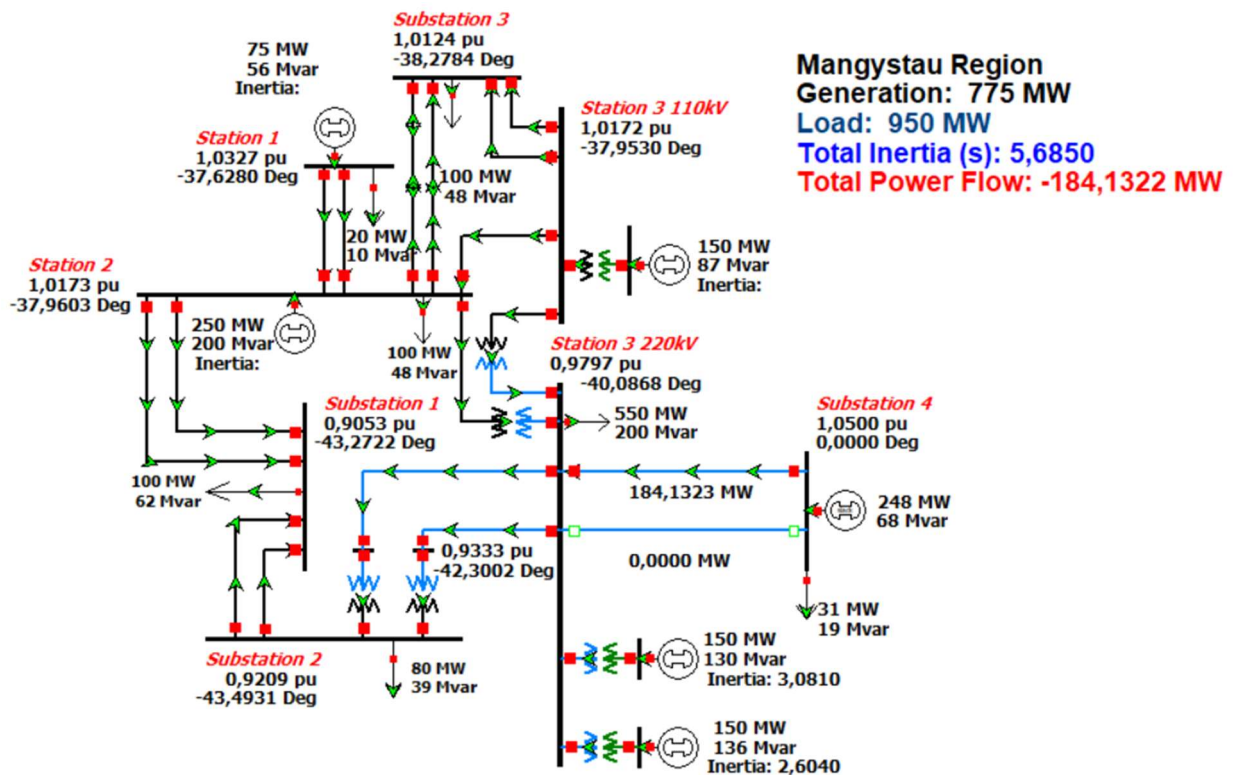 Substation 3
1,0124 pu
-38,2784 Deg
75 MW
56 Mvar
Inertia:
Mangystau Region
Generation: 775 MW
Load: 950 MW
Total Inertia (s): 5,6850
Total Power Flow: -184,1322 MW
Station 1
1,0327 pu
-37,6280 Deg
Station 3 110kV
1,0172 pu
-37,9530 Deg
100 MW
48 Mvar
20 MW
10 Mvar
150 MW
87 Mvar
Inertia:
Station 2
1,0173 pu
-37,9603 Deg
250 MW
200 Mvar
Inertia:
100 MW
48 Mvar
Station 3 220kV
0,9797 pu
-40,0868 Deg
Substation 1
0,9053 pu
-43,2722 Deg
550 MW
200 Mvar
Substation 4
1,0500 pu
0,0000 Deg
100 MW
62 Mvar
184,1323 MW
248 MW
68 Mvar
0,9333 pu
-42,3002 Deg
0,0000 MW
31 MW
19 Mvar
Substation 2
0,9209 pu
-43,4931 Deg
80 MW
39 Mvar
150 MW
130 Mvar
Inertia: 3,0810
150 MW
136 Mvar
Inertia: 2,6040